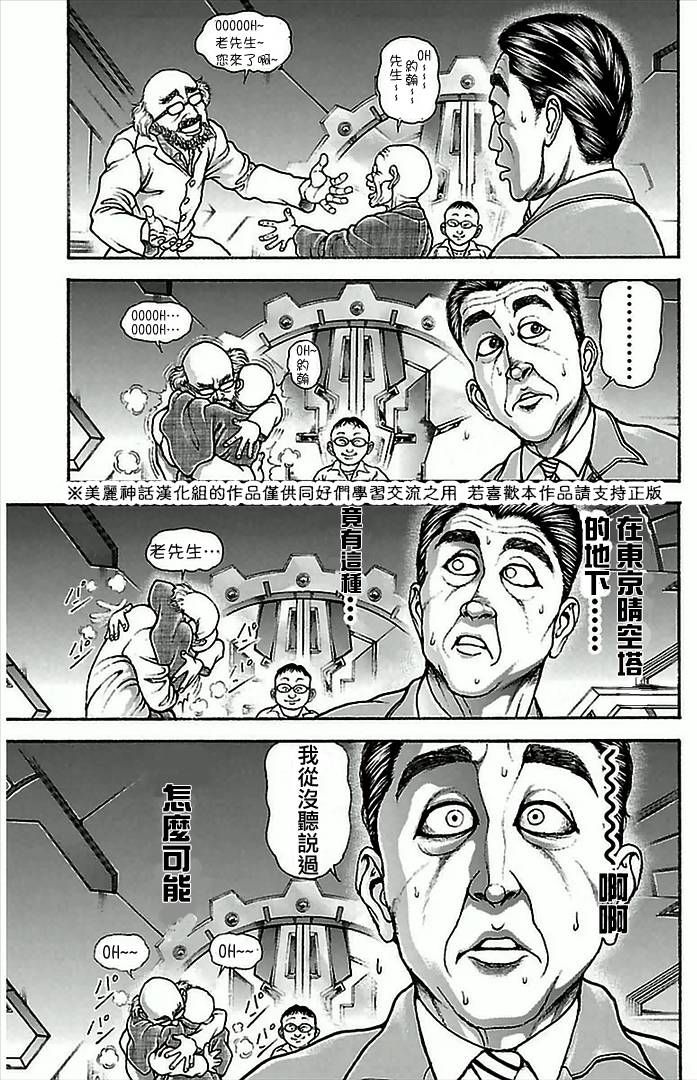 OH~~
約翰~
先生~
OOOOH~
老先生~
您來了啊~
………
OH~
約翰
OOOOH…
OOOOH…
※美麗神話漢化組的作品僅供同好們學習交流之用 若喜歡本作品請支持正版
在東京晴空塔
的地下……
竟有這種…
老先生…
~~~~啊啊
我從沒聽說過
怎麼可能
OH~~
OH~~